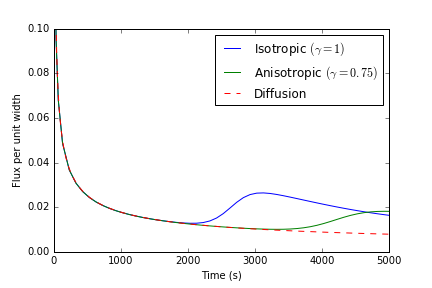 0.10
0.08
0.06
0.04
0.02
0.00
Flux per unit width
0 1000 2000 3000 4000 5000
Time (s)
Isotropic (γ = 1)
Anisotropic (γ = 0.75)
Diffusion